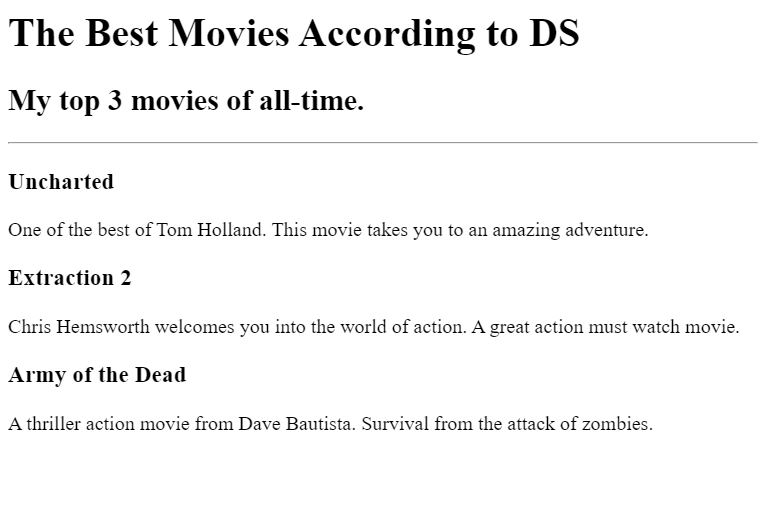 The Best Movies According to DS
My top 3 movies of all-time.
Uncharted
One of the best of Tom Holland. This movie takes you to an amazing adventure.
Extraction 2
Chris Hemsworth welcomes you into the world of action. A great action must watch movie.
Army of the Dead
A thriller action movie from Dave Bautista. Survival from the attack of zombies.